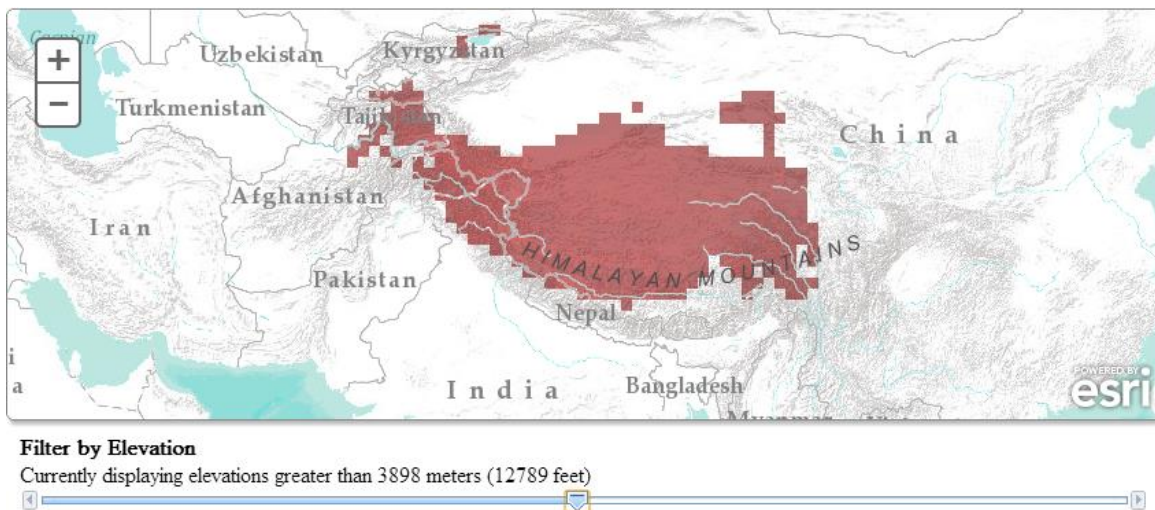 Caspian
Uzbekistan
Kyrgyzstan
+
−
Turkmenistan
Tajikistan
China
Afghanistan
Iran
HIMALAYAN MOUNTAINS
Pakistan
Nepal
i
a
India
Bangladesh
Myanmar
POWERED BY
esri
Filter by Elevation
Currently displaying elevations greater than 3898 meters (12789 feet)